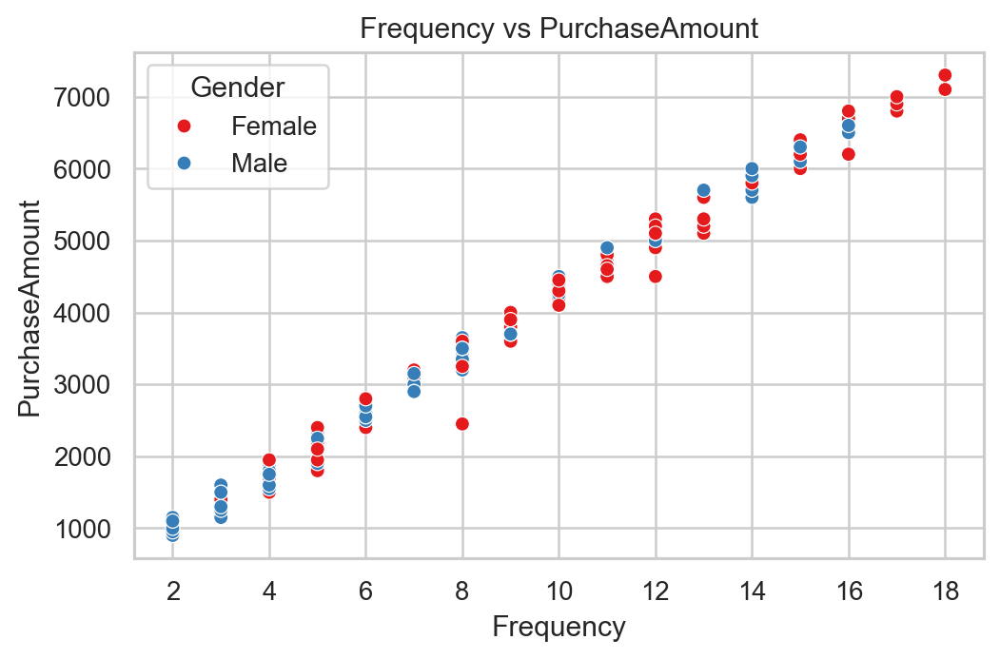 Frequency vs PurchaseAmount
Gender
Female
Male
PurchaseAmount
7000
6000
5000
4000
3000
2000
1000
2 4 6 8 10 12 14 16 18
Frequency